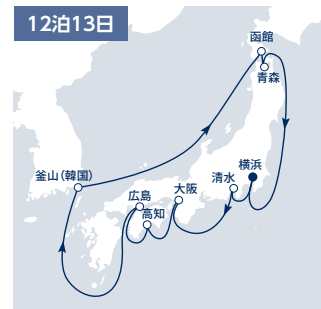 12泊13日
函館
青森
釜山(韓国)
広島
高知
大阪
清水
横浜